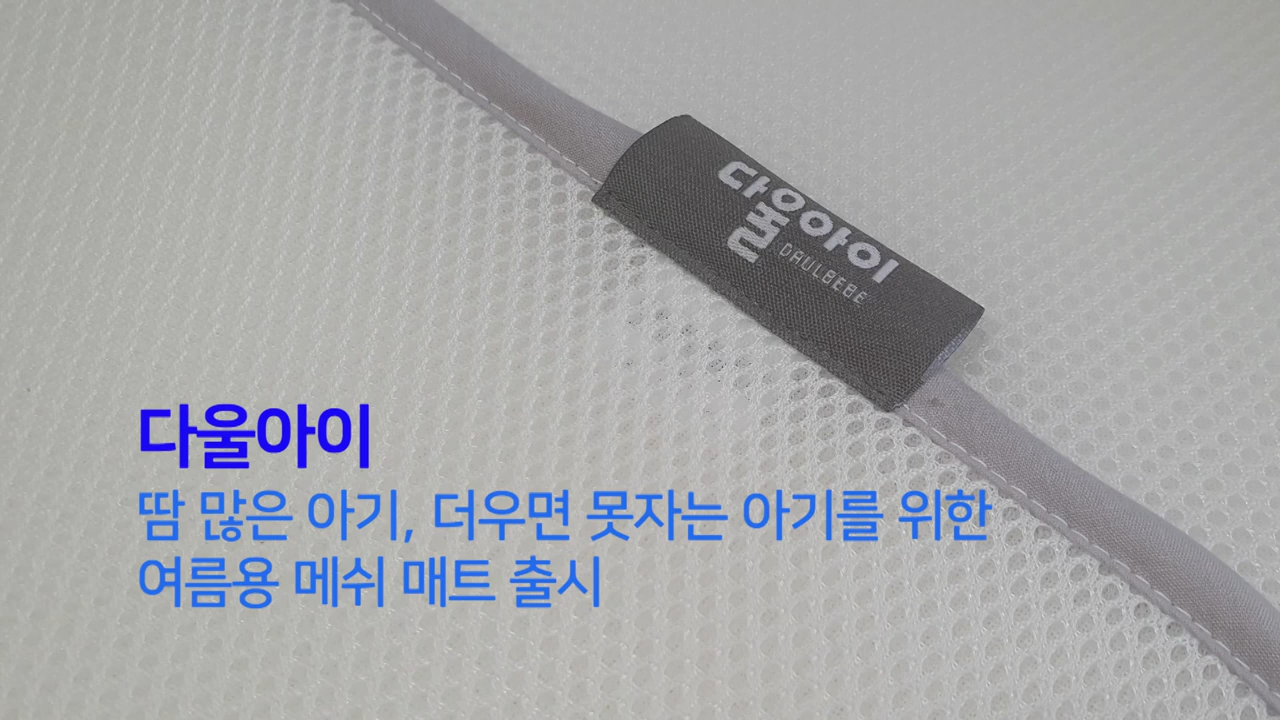 다울아이
DAULBEBE
다울아이
땀 많은 아기, 더우면 못자는 아기를 위한
여름용 메쉬 매트 출시